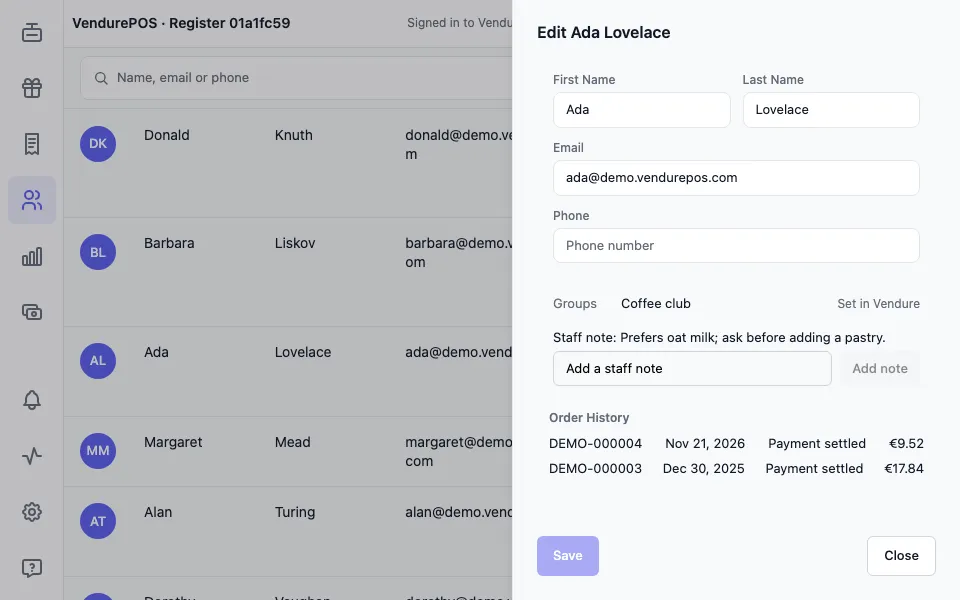 VendurePOS · Register 01a1fc59
Signed in to Vendu
Name, email or phone
DK Donald Knuth donald@demo.ve
m
BL Barbara Liskov barbara@demo.v
om
AL Ada Lovelace ada@demo.vend
MM Margaret Mead margaret@demo
com
AT Alan Turing alan@demo.vend
Edit Ada Lovelace
First Name Last Name
Ada Lovelace
Email
ada@demo.vendurepos.com
Phone
Phone number
Groups Coffee club Set in Vendure
Staff note: Prefers oat milk; ask before adding a pastry.
Add a staff note Add note
Order History
DEMO-000004 Nov 21, 2026 Payment settled €9.52
DEMO-000003 Dec 30, 2025 Payment settled €17.84
Save Close